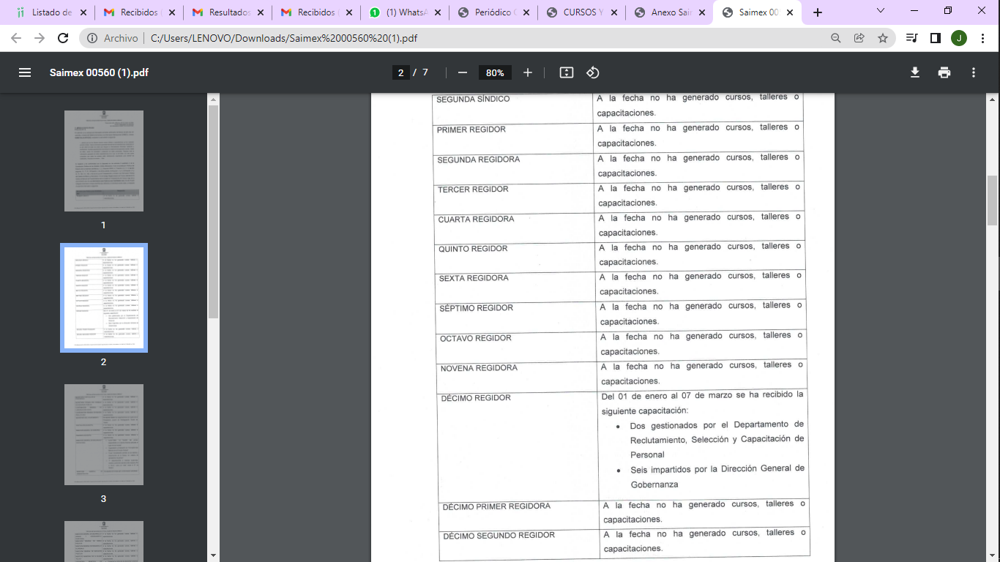 Listado de
Recibidos
Resultados
Recibidos
(1) WhatsA
Periódico
CURSOS Y
Anexo Sai
Saimex 00
Archivo
C:/Users/LENOVO/Downloads/Saimex%2000560%20(1).pdf
J
Saimex 00560 (1).pdf
2 / 7
80%
1
2
3
SEGUNDA SÍNDICO
A la fecha no ha generado cursos, talleres o
capacitaciones.
PRIMER REGIDOR
A la fecha no ha generado cursos, talleres o
capacitaciones.
SEGUNDA REGIDORA
A la fecha no ha generado cursos, talleres o
capacitaciones.
TERCER REGIDOR
A la fecha no ha generado cursos, talleres o
capacitaciones.
CUARTA REGIDORA
A la fecha no ha generado cursos, talleres o
capacitaciones.
QUINTO REGIDOR
A la fecha no ha generado cursos, talleres o
capacitaciones.
SEXTA REGIDORA
A la fecha no ha generado cursos, talleres o
capacitaciones.
SÉPTIMO REGIDOR
A la fecha no ha generado cursos, talleres o
capacitaciones.
OCTAVO REGIDOR
A la fecha no ha generado cursos, talleres o
capacitaciones.
NOVENA REGIDORA
A la fecha no ha generado cursos, talleres o
capacitaciones.
DÉCIMO REGIDOR
Del 01 de enero al 07 de marzo se ha recibido la
siguiente capacitación.
• Dos gestionados por el Departamento de
Reclutamiento, Selección y Capacitación de
Personal
• Seis impartidos por la Dirección General de
Gobernanza
DÉCIMO PRIMER REGIDORA
A la fecha no ha generado cursos, talleres o
capacitaciones.
DÉCIMO SEGUNDO REGIDOR
A la fecha no ha generado cursos, talleres o
capacitaciones.